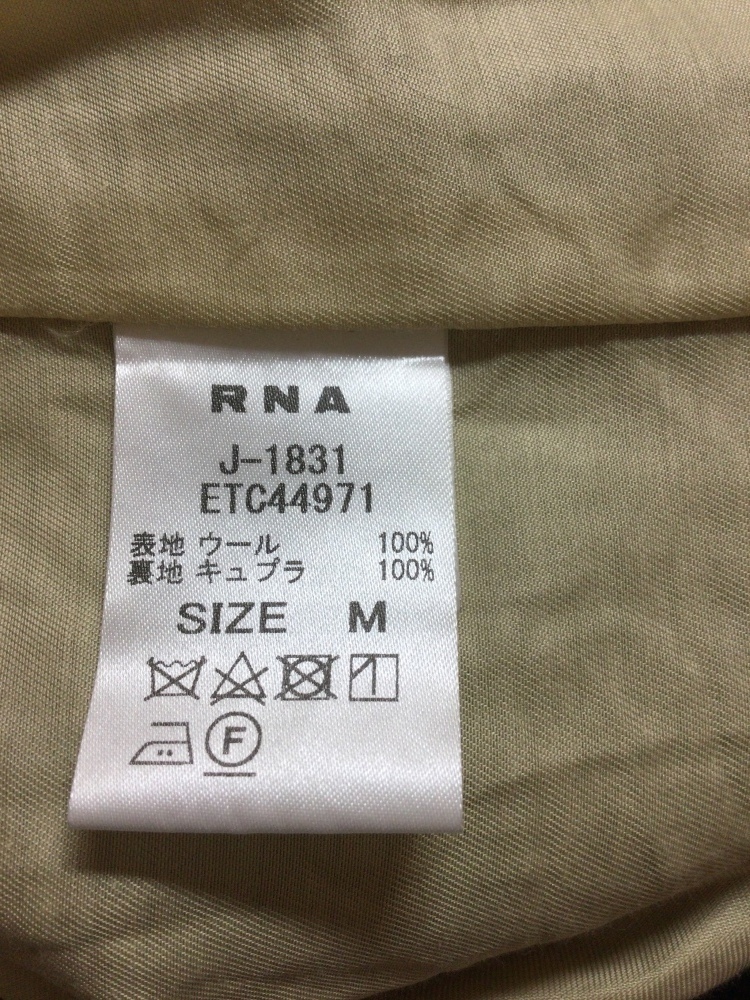 RNA
J-1831
ETC44971
表地 ウール 100%
裏地 キュプラ 100%
SIZE M
F